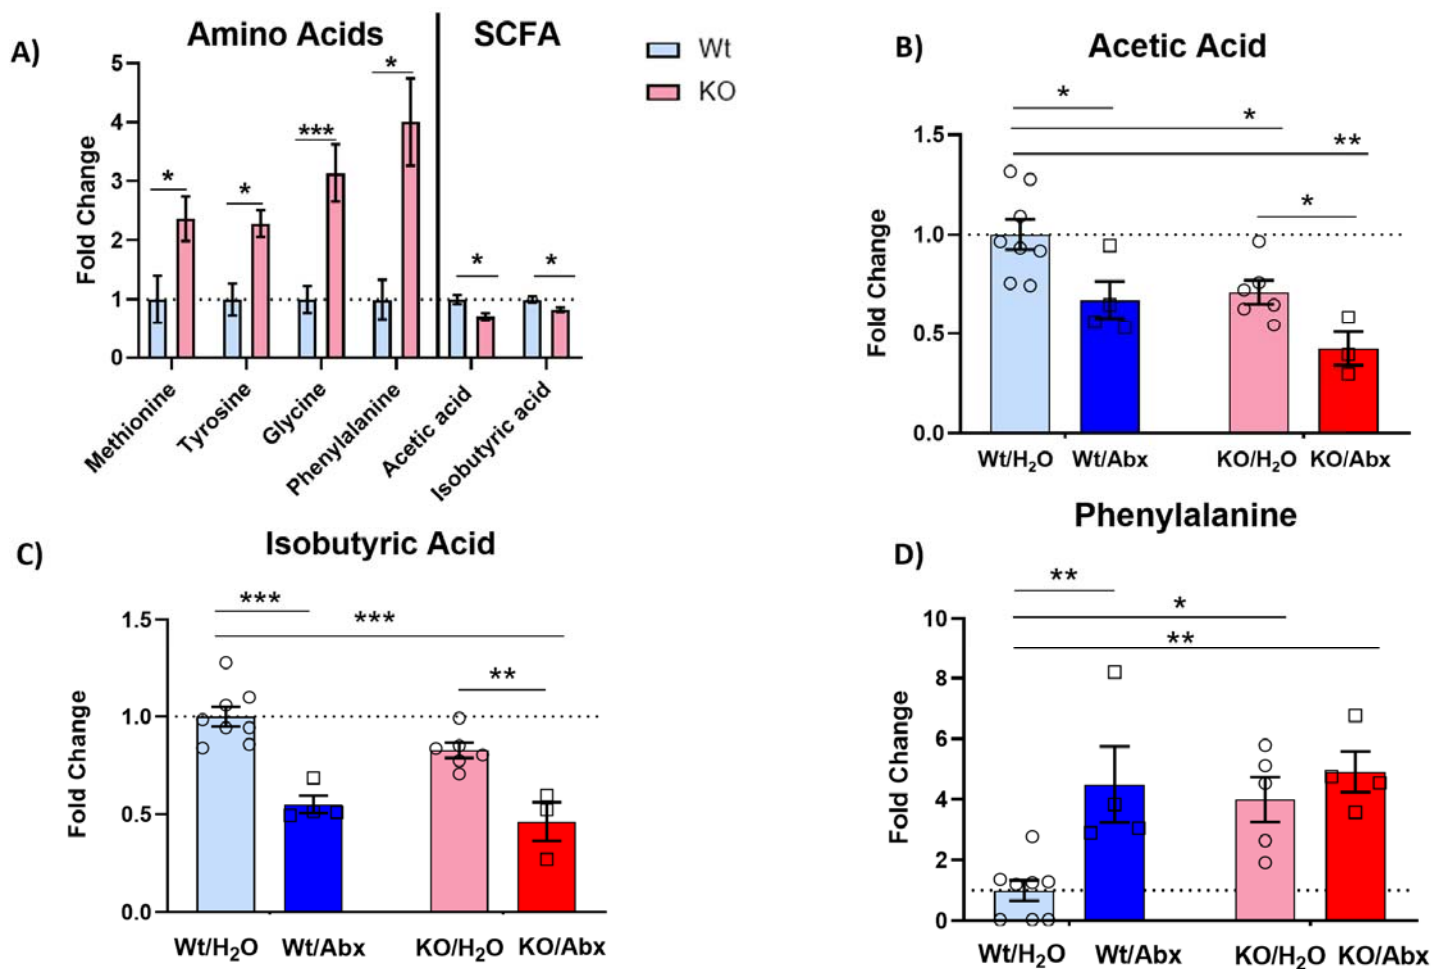 A)
Amino Acids
SCFA
Wt
KO
Fold Change
5
4
3
2
1
0
*
*
***
*
*
*
Methionine
Tyrosine
Glycine
Phenylalanine
Acetic acid
Isobutyric acid
B)
Acetic Acid
Fold Change
1.5
1.0
0.5
0.0
*
*
**
*
Wt/H₂O
Wt/Abx
KO/H₂O
KO/Abx
C)
Isobutyric Acid
Fold Change
1.5
1.0
0.5
0.0
***
***
**
Wt/H₂O
Wt/Abx
KO/H₂O
KO/Abx
D)
Phenylalanine
Fold Change
10
8
6
4
2
0
**
*
**
Wt/H₂O
Wt/Abx
KO/H₂O
KO/Abx